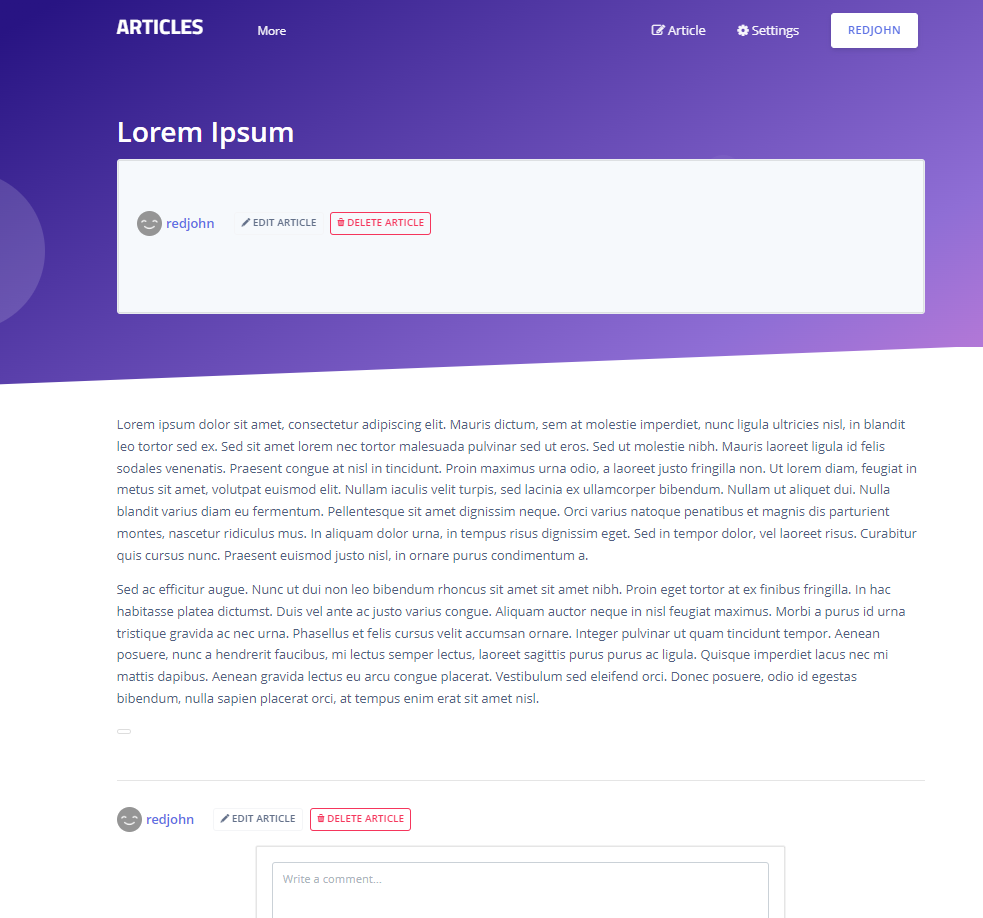 ARTICLES
More
Article
Settings
REDJOHN
Lorem Ipsum
redjohn
EDIT ARTICLE
DELETE ARTICLE
Lorem ipsum dolor sit amet, consectetur adipiscing elit. Mauris dictum, sem at molestie imperdiet, nunc ligula ultricies nisl, in blandit
leo tortor sed ex. Sed sit amet lorem nec tortor malesuada pulvinar sed ut eros. Sed ut molestie nibh. Mauris laoreet ligula id felis
sodales venenatis. Praesent congue at nisl in tincidunt. Proin maximus urna odio, a laoreet justo fringilla non. Ut lorem diam, feugiat in
metus sit amet, volutpat euismod elit. Nullam iaculis velit turpis, sed lacinia ex ullamcorper bibendum. Nullam ut aliquet dui. Nulla
blandit varius diam eu fermentum. Pellentesque sit amet dignissim neque. Orci varius natoque penatibus et magnis dis parturient
montes, nascetur ridiculus mus. In aliquam dolor urna, in tempus risus dignissim eget. Sed in tempor dolor, vel laoreet risus. Curabitur
quis cursus nunc. Praesent euismod justo nisl, in ornare purus condimentum a.
Sed ac efficitur augue. Nunc ut dui non leo bibendum rhoncus sit amet sit amet nibh. Proin eget tortor at ex finibus fringilla. In hac
habitasse platea dictumst. Duis vel ante ac justo varius congue. Aliquam auctor neque in nisl feugiat maximus. Morbi a purus id urna
tristique gravida ac nec urna. Phasellus et felis cursus velit accumsan ornare. Integer pulvinar ut quam tincidunt tempor. Aenean
posuere, nunc a hendrerit faucibus, mi lectus semper lectus, laoreet sagittis purus purus ac ligula. Quisque imperdiet lacus nec mi
mattis dapibus. Aenean gravida lectus eu arcu congue placerat. Vestibulum sed eleifend orci. Donec posuere, odio id egestas
bibendum, nulla sapien placerat orci, at tempus enim erat sit amet nisl.
redjohn
EDIT ARTICLE
DELETE ARTICLE
Write a comment...